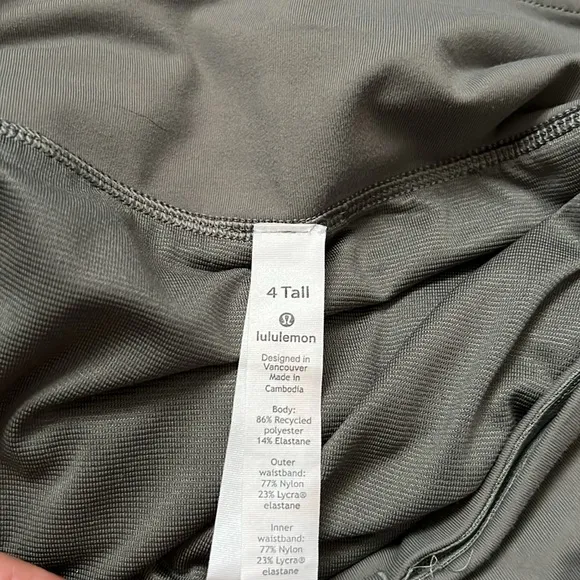 4 Tall
lululemon
Designed in
Vancouver
Made in
Cambodia
Body:
86% Recycled
polyester
14% Elastane
Outer
waistband:
77% Nylon
23% Lycra®
elastane
Inner
waistband:
77% Nylon
23% Lycra®
elastane